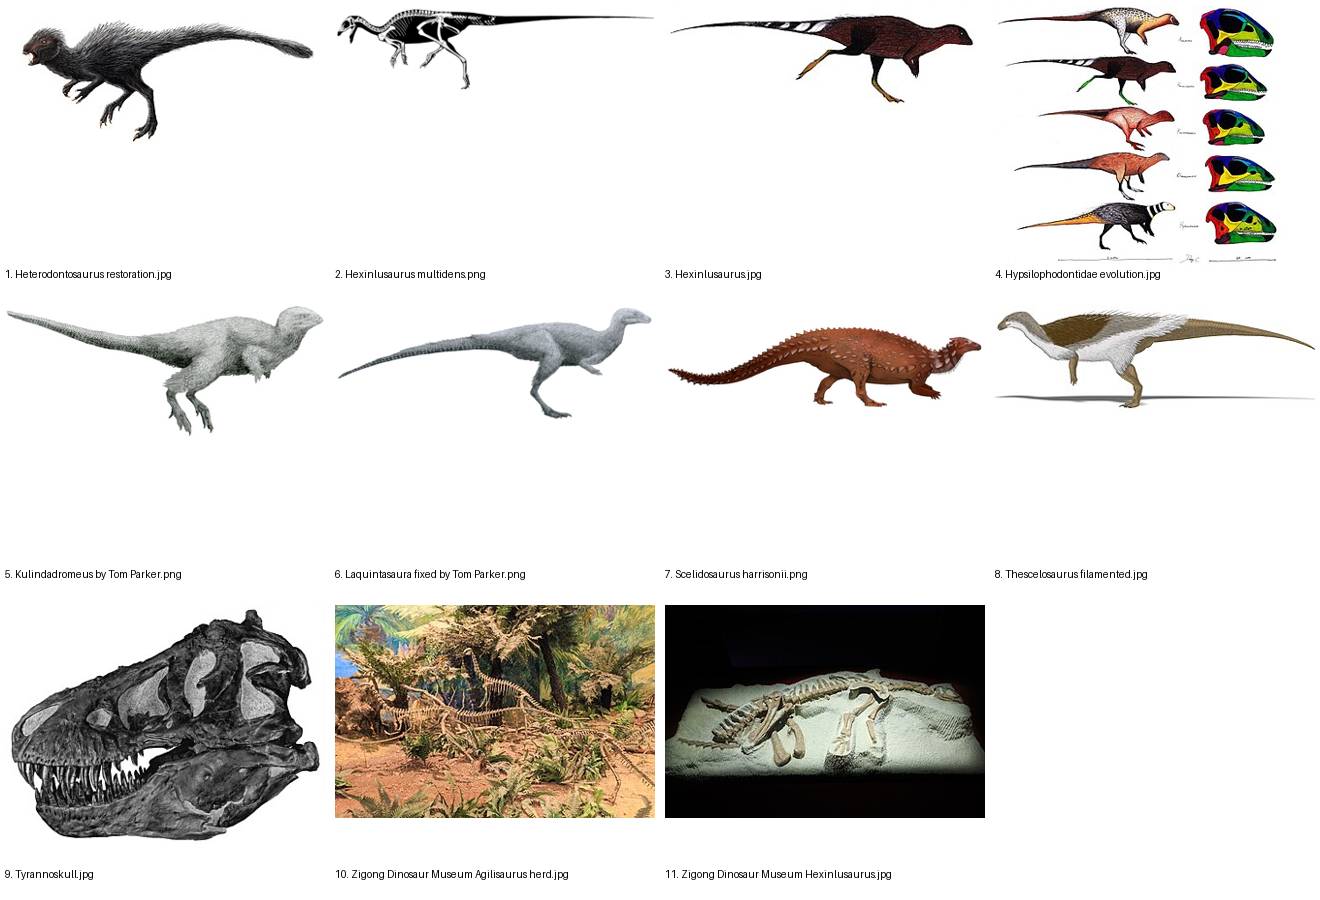 1. Heterodontosaurus restoration.jpg
2. Hexinlusaurus multidens.png
3. Hexinlusaurus.jpg
4. Hypsilophodontidae evolution.jpg
5. Kulindadromeus by Tom Parker.png
6. Laquintasaura fixed by Tom Parker.png
7. Scelidosaurus harrisonii.png
8. Thescelosaurus filamented.jpg
9. Tyrannoskull.jpg
10. Zigong Dinosaur Museum Agilisaurus herd.jpg
11. Zigong Dinosaur Museum Hexinlusaurus.jpg